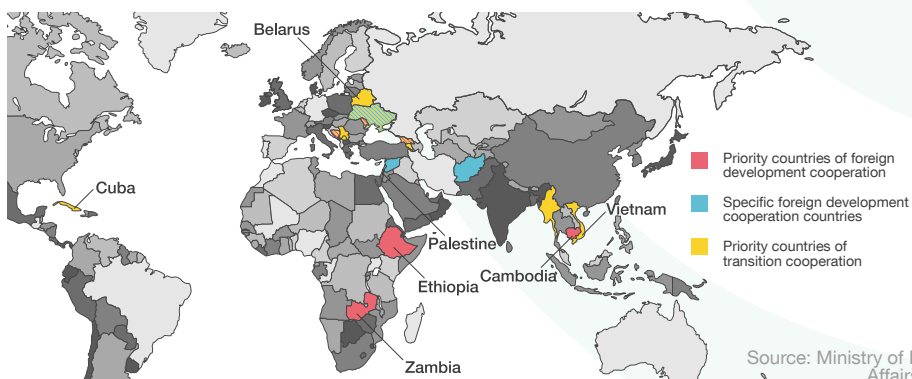 Belarus
Cuba
Palestine
Ethiopia
Zambia
Vietnam
Cambodia
Priority countries of foreign
development cooperation
Specific foreign development
cooperation countries
Priority countries of
transition cooperation
Source: Ministry of
Affairs